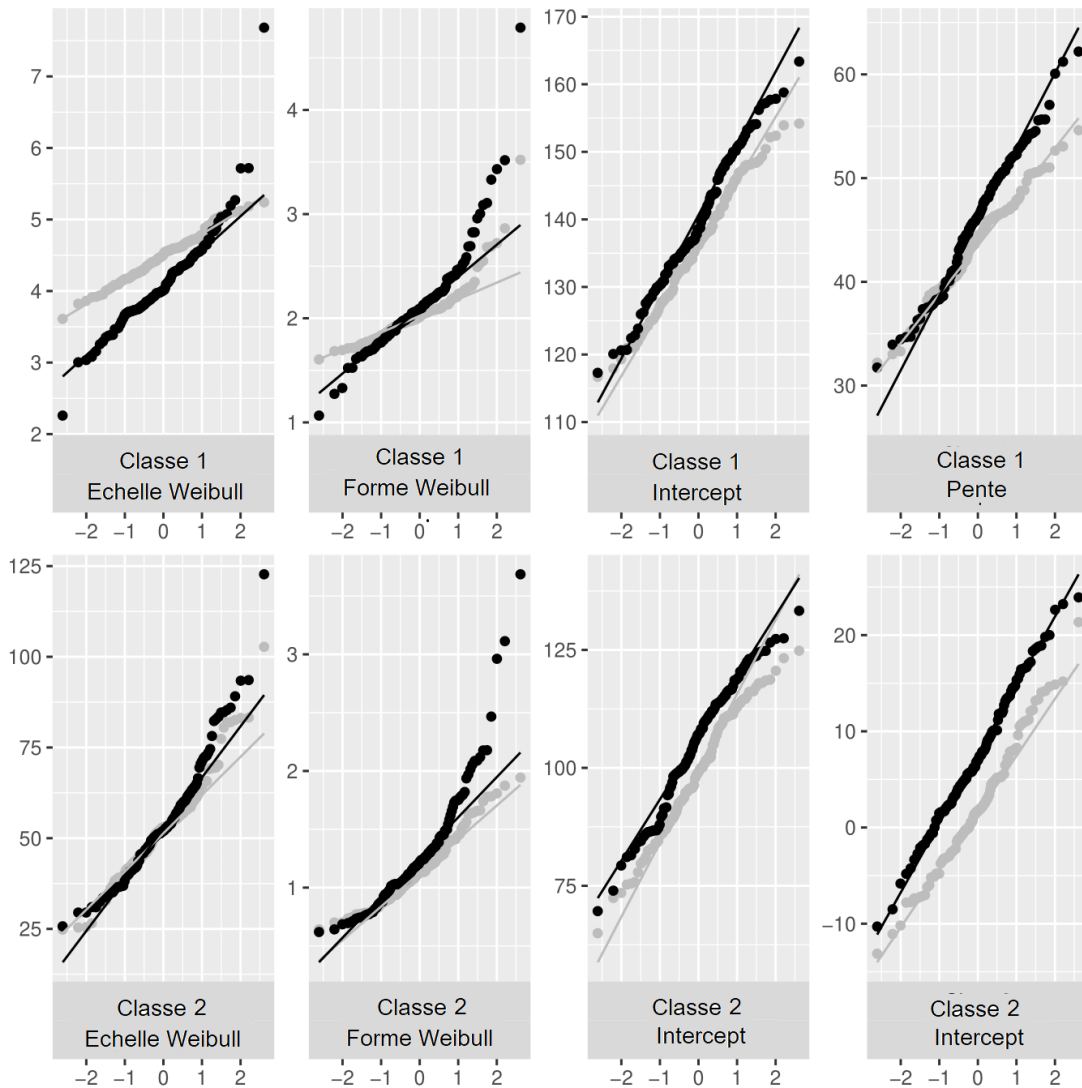 7
6
5
4
3
2
Classe 1
Echelle Weibull
−2 −1 0 1 2
4
3
2
1
Classe 1
Forme Weibull
−2 −1 0 1 2
170
160
150
140
130
120
110
Classe 1
Intercept
−2 −1 0 1 2
60
50
40
30
Classe 1
Pente
−2 −1 0 1 2
125
100
75
50
25
Classe 2
Echelle Weibull
−2 −1 0 1 2
3
2
1
Classe 2
Forme Weibull
−2 −1 0 1 2
125
100
75
Classe 2
Intercept
−2 −1 0 1 2
20
10
0
−10
Classe 2
Intercept
−2 −1 0 1 2